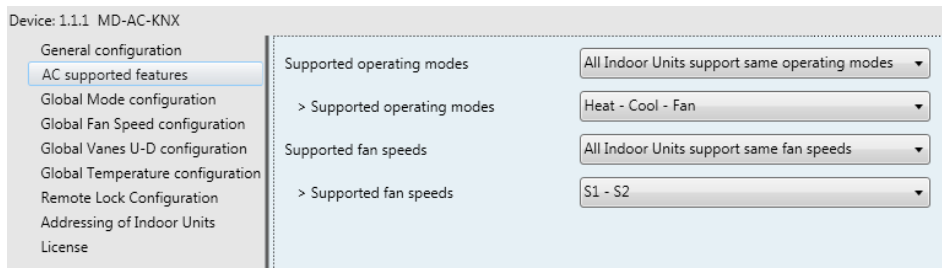 Device: 1.1.1 MD-AC-KNX
General configuration
AC supported features
Global Mode configuration
Global Fan Speed configuration
Global Vanes U-D configuration
Global Temperature configuration
Remote Lock Configuration
Addressing of Indoor Units
License
Supported operating modes All Indoor Units support same operating modes
> Supported operating modes Heat - Cool - Fan
Supported fan speeds All Indoor Units support same fan speeds
> Supported fan speeds S1 - S2